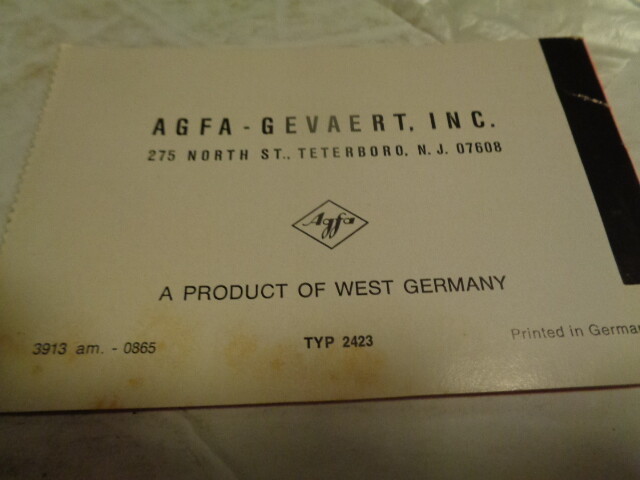 AGFA-GEVAERT, INC.
275 NORTH ST., TETERBORO, N. J. 07608
Agfa
A PRODUCT OF WEST GERMANY
3913 am. - 0865 TYP 2423 Printed in German